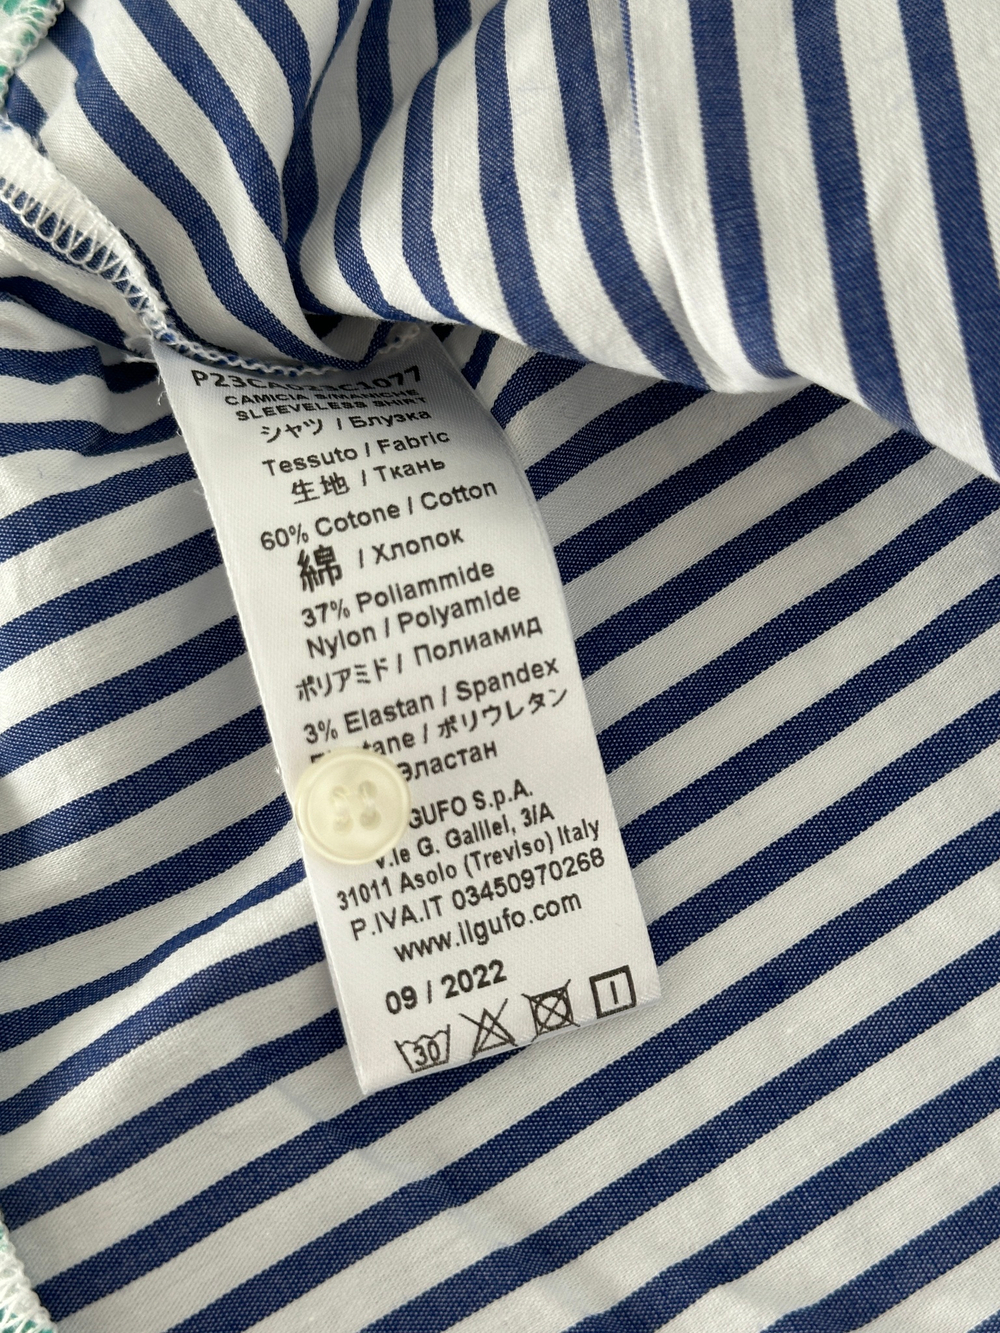 P23CA023C1077
CAMICIA S/MANICHE
SLEEVELESS SHIRT
シャツ / Блузка
Tessuto / Fabric
生地 / Ткань
60% Cotone / Cotton
綿 / Хлопок
37% Poliammide
Nylon / Polyamide
ポリアミド / Полиамид
3% Elastan / Spandex
/ ポリウレタン
Эластан
GUFO S.p.A.
V.le G. Galilei, 3/A
31011 Asolo (Treviso) Italy
P.IVA.IT 03450970268
www.ilgufo.com
09 / 2022
30